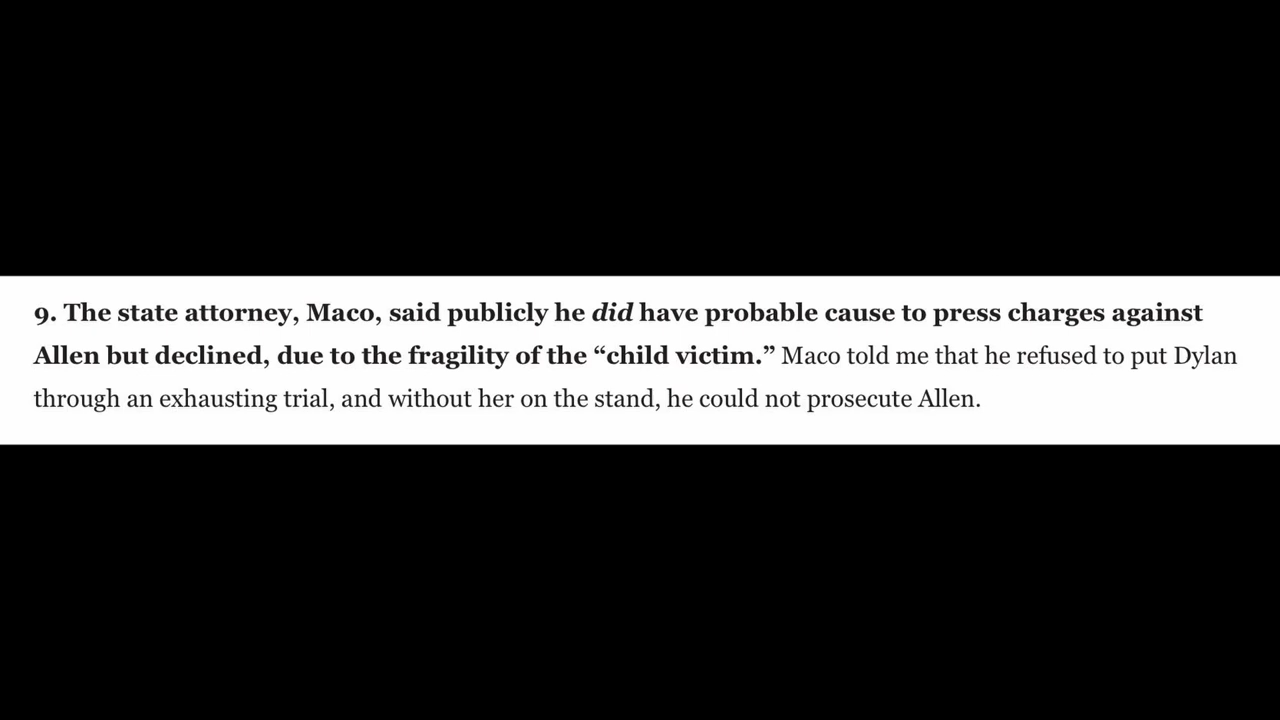 9. The state attorney, Maco, said publicly he did have probable cause to press charges against
Allen but declined, due to the fragility of the “child victim.” Maco told me that he refused to put Dylan
through an exhausting trial, and without her on the stand, he could not prosecute Allen.